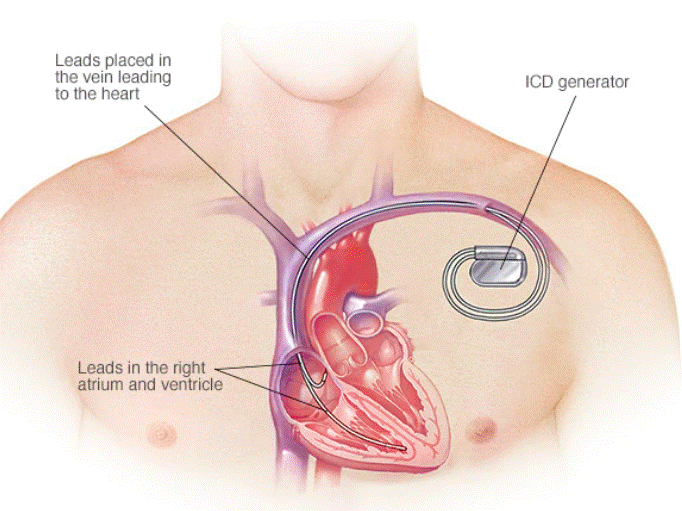 Leads placed in
the vein leading
to the heart
ICD generator
Leads in the right
atrium and ventricle